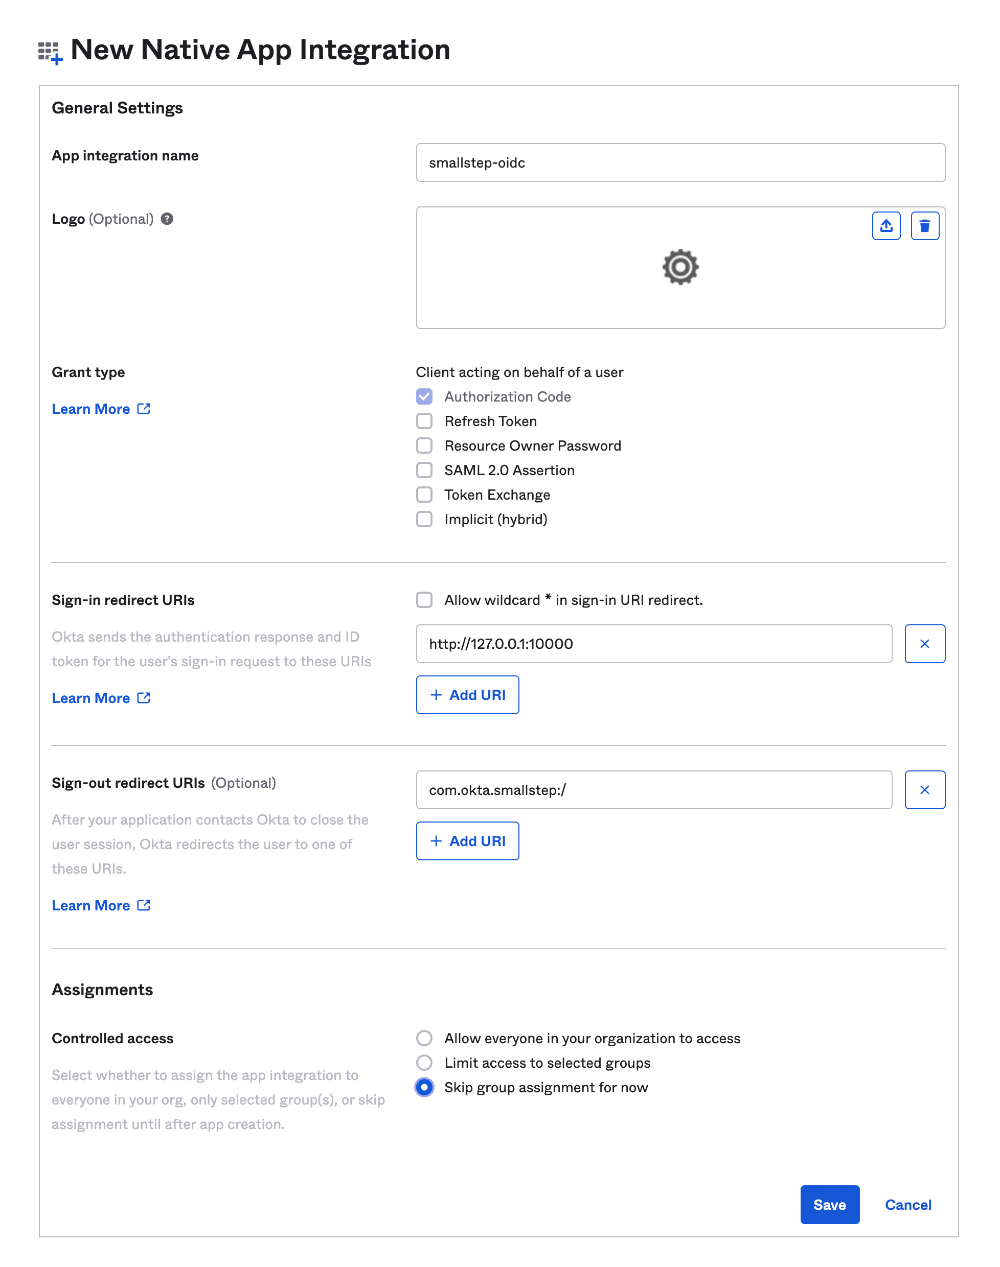 New Native App Integration
General Settings
App integration name
smallstep-oidc
Logo (Optional) ?
Grant type
Learn More
Client acting on behalf of a user
Authorization Code
Refresh Token
Resource Owner Password
SAML 2.0 Assertion
Token Exchange
Implicit (hybrid)
Sign-in redirect URIs
Okta sends the authentication response and ID
token for the user's sign-in request to these URIs
Learn More
Allow wildcard * in sign-in URI redirect.
http://127.0.0.1:10000
×
+ Add URI
Sign-out redirect URIs (Optional)
After your application contacts Okta to close the
user session, Okta redirects the user to one of
these URIs.
Learn More
com.okta.smallstep:/
×
+ Add URI
Assignments
Controlled access
Select whether to assign the app integration to
everyone in your org, only selected group(s), or skip
assignment until after app creation.
Allow everyone in your organization to access
Limit access to selected groups
Skip group assignment for now
Save
Cancel